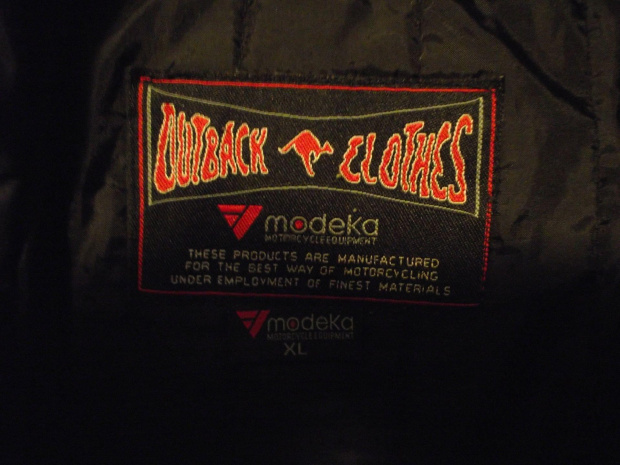 OUTBACK CLOTHES
modeka
MOTORCYCLEEQUIPMENT
THESE PRODUCTS ARE MANUFACTURED
FOR THE BEST WAY OF MOTORCYCLING
UNDER EMPLOYMENT OF FINEST MATERIALS
modeka
MOTORCYCLEEQUIPMENT
XL